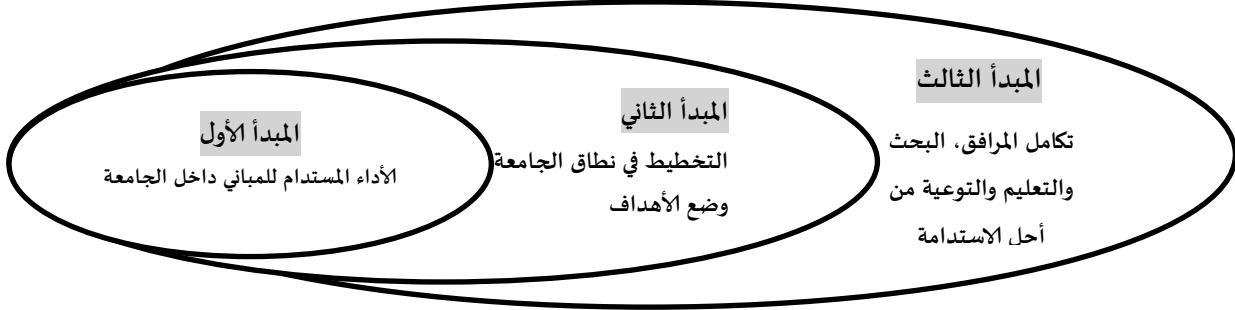 المبدأ الثالث
تكامل المرافق، البحث
والتعليم والتوعية من
أجل الاستدامة
المبدأ الثاني
التخطيط في نطاق الجامعة
وضع الأهداف
المبدأ الأول
الأداء المستدام للمباني داخل الجامعة